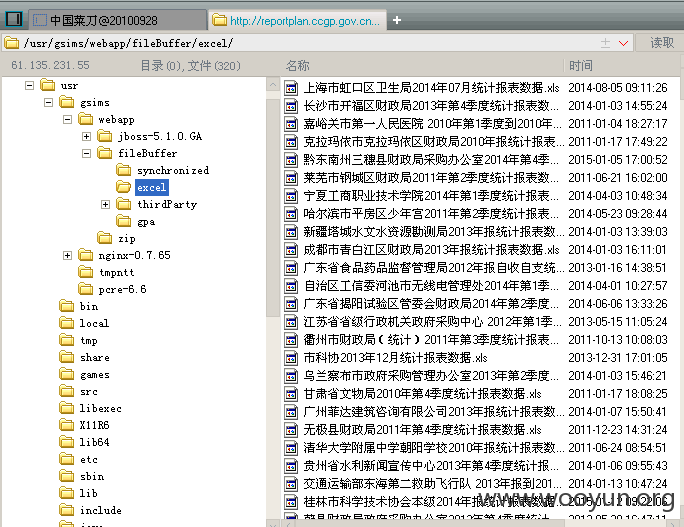 中国菜刀@20100928
http://reportplan.ccgp.gov.cn...
+
/usr/gsims/webapp/fileBuffer/excel/
读取
61.135.231.55 目录(0),文件(320) 名称 时间
usr
gsims
webapp
jboss-5.1.0.GA
fileBuffer
synchronized
excel
thirdParty
gpa
zip
nginx-0.7.65
tmpntt
pcre-6.6
bin
local
tmp
share
games
src
libexec
X11R6
lib64
etc
sbin
lib
include
上海市虹口区卫生局2014年07月统计报表数据.xls 2014-08-05 09:11:26
长沙市开福区财政局2013年第4季度统计报表... 2014-01-03 14:55:24
嘉峪关市第一人民医院 2010年第1季度到2010年... 2011-01-04 18:27:17
克拉玛依市克拉玛依区财政局2010年报统计报... 2011-01-17 17:49:22
黔东南州三穗县财政局采购办公室2014年第4季... 2015-01-05 17:00:52
莱芜市钢城区财政局2011年第2季度统计报表数... 2011-06-21 16:02:00
宁夏工商职业技术学院2014年第1季度统计报表... 2014-04-03 10:48:34
哈尔滨市平房区少年宫2011年第2季度统计报表... 2014-05-23 09:28:44
新疆塔城水文水资源勘测局2013年报统计报表... 2014-01-03 13:39:03
成都市青白江区财政局2013年报统计报表数据... 2014-01-03 16:11:01
广东省食品药品监督管理局2012年报自收自支统... 2013-01-16 14:38:51
自治区工信委河池市无线电管理处2014年第1季... 2014-04-01 10:27:57
广东省揭阳试验区管委会财政局2014年第2季度... 2014-06-06 13:33:26
江苏省省级行政机关政府采购中心 2012年第1季... 2013-05-15 11:05:24
衢州市财政局（统计）2011年第3季度统计报表... 2011-10-13 10:08:03
市科协2013年12月统计报表数据.xls 2013-12-31 17:01:05
乌兰察布市政府采购管理办公室2013年第2季度... 2014-01-03 15:46:21
甘肃省文物局2010年第4季度统计报表数据.xls 2011-01-17 18:08:25
广州菲达建筑咨询有限公司2013年报统计报表... 2014-01-07 15:50:41
无极县财政局2011年第4季度统计报表数据.xls 2011-12-23 14:31:24
清华大学附属中学朝阳学校2010年报统计报表数... 2011-06-24 08:54:51
贵州省水利新闻宣传中心2013年第4季度统计报... 2014-01-06 09:55:43
交通运输部东海第二救助飞行队 2013年报到201... 2014-01-13 10:47:24
桂林市科学技术协会本级2014年
www.wooyun.org